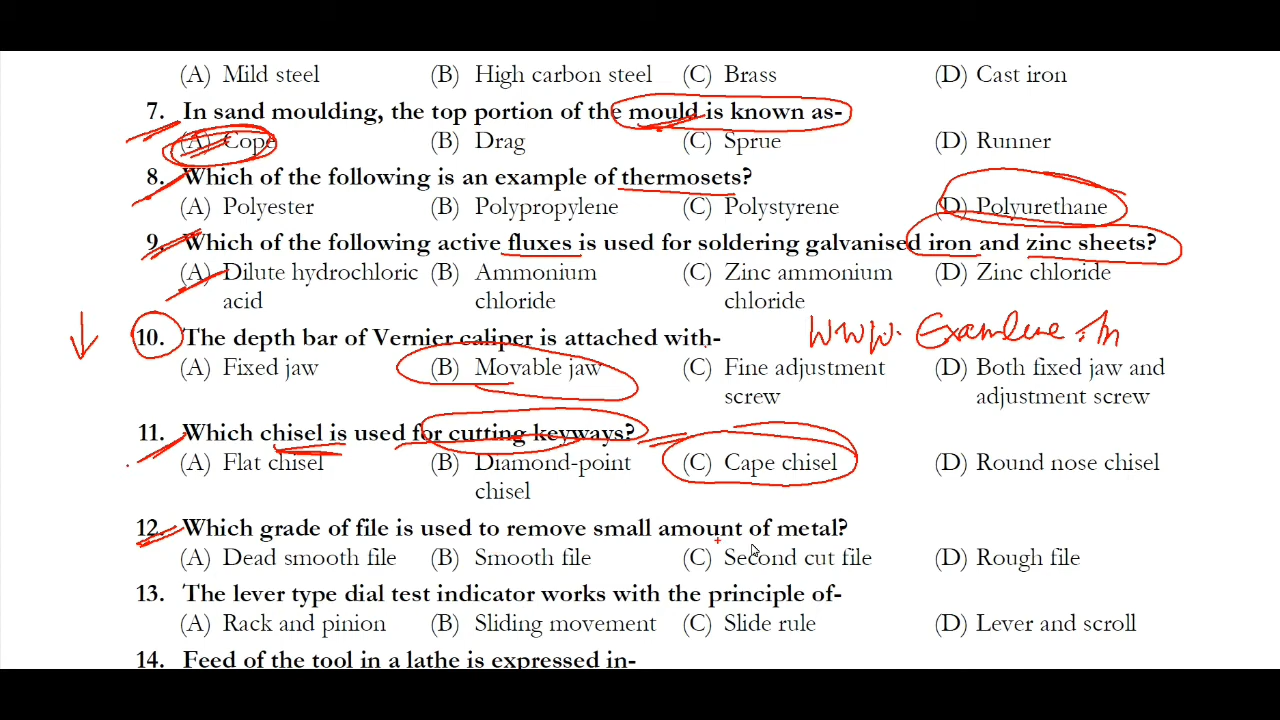 (A) Mild steel (B) High carbon steel (C) Brass (D) Cast iron
7. In sand moulding, the top portion of the mould is known as-
(A) Cope (B) Drag (C) Sprue (D) Runner
8. Which of the following is an example of thermosets?
(A) Polyester (B) Polypropylene (C) Polystyrene (D) Polyurethane
9. Which of the following active fluxes is used for soldering galvanised iron and zinc sheets?
(A) Dilute hydrochloric (B) Ammonium (C) Zinc ammonium (D) Zinc chloride
acid chloride chloride
www.
10. The depth bar of Vernier caliper is attached with-
(A) Fixed jaw (B) Movable jaw (C) Fine adjustment (D) Both fixed jaw and
screw adjustment screw
11. Which chisel is used for cutting keyways?
(A) Flat chisel (B) Diamond-point (C) Cape chisel (D) Round nose chisel
chisel
12. Which grade of file is used to remove small amount of metal?
(A) Dead smooth file (B) Smooth file (C) Second cut file (D) Rough file
13. The lever type dial test indicator works with the principle of-
(A) Rack and pinion (B) Sliding movement (C) Slide rule (D) Lever and scroll
14. Feed of the tool in a lathe is expressed in-